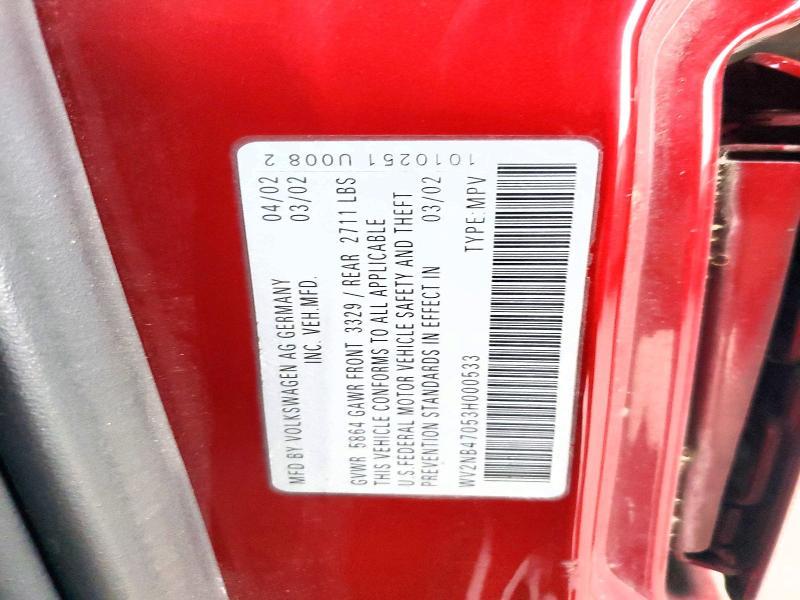 MFD BY VOLKSWAGEN AG GERMANY 04/02
INC. VEH.MFD. 03/02
GVWR 5864 GAWR FRONT 3329 / REAR 2711 LBS
THIS VEHICLE CONFORMS TO ALL APPLICABLE
U.S.FEDERAL MOTOR VEHICLE SAFETY AND THEFT
PREVENTION STANDARDS IN EFFECT IN 03/02
WV2NB47053H000533 TYPE:MPV
1010251 U008 2